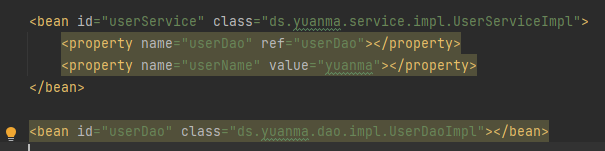 <bean id="userService" class="ds.yuanma.service.impl.UserServiceImpl">
<property name="userDao" ref="userDao"></property>
<property name="userName" value="yuanma"></property>
</bean>
<bean id="userDao" class="ds.yuanma.dao.impl.UserDaoImpl"></bean>